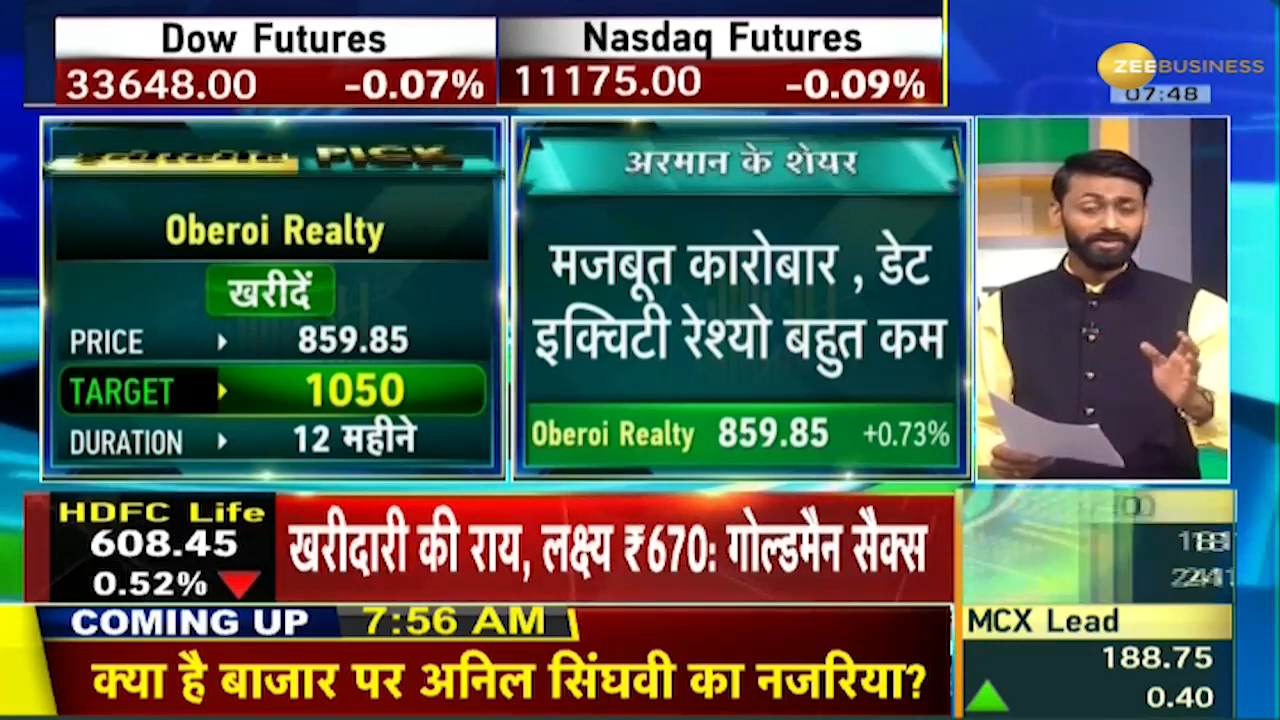 Dow Futures
33648.00 -0.07%
Nasdaq Futures
11175.00 -0.09%
ZEEBUSINESS
07:48
PICK
Oberoi Realty
खरीदें
PRICE 859.85
TARGET 1050
DURATION 12 महीने
अरमान के शेयर
मजबूत कारोबार , डेट
इक्विटी रेश्यो बहुत कम
Oberoi Realty 859.85 +0.73%
HDFC Life
608.45
0.52%
खरीदारी की राय, लक्ष्य ₹670: गोल्डमैन सैक्स
COMING UP 7:56 AM
क्या है बाजार पर अनिल सिंघवी का नजरिया?
MCX Lead
188.75
0.40